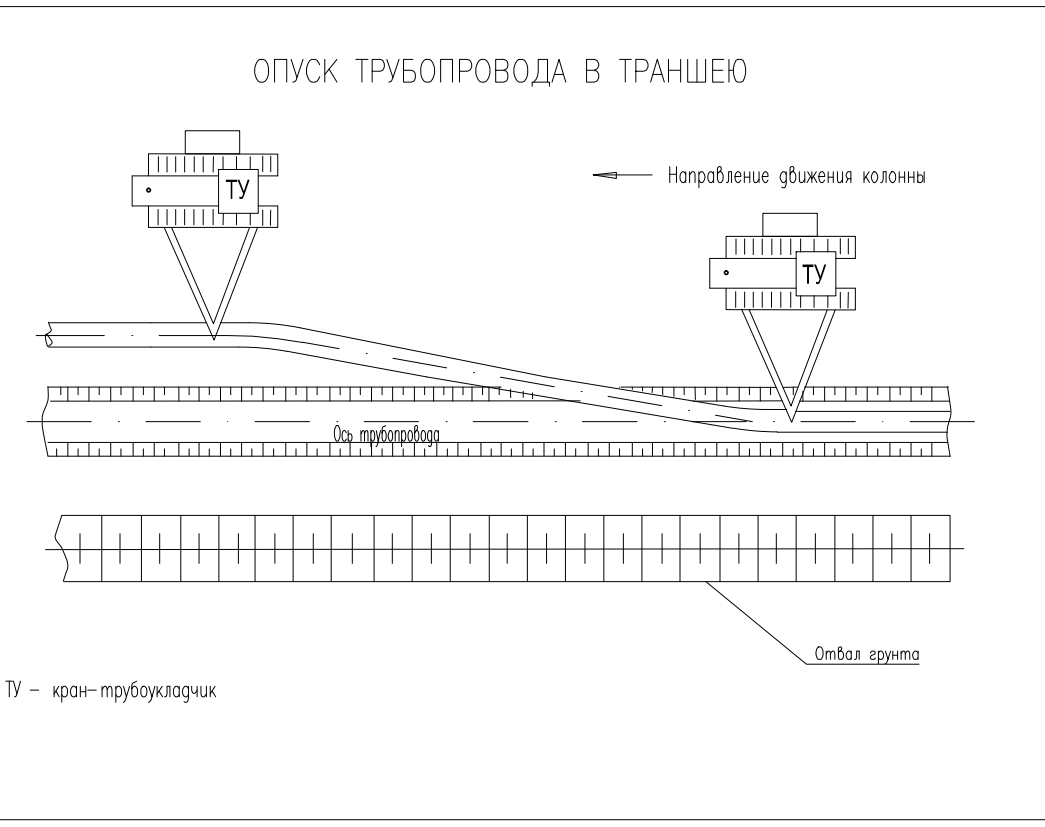 ОПУСК ТРУБОПРОВОДА В ТРАНШЕЮ
Направление движения колонны
ТУ
ТУ
Ось трубопровода
Отвал грунта
ТУ - кран-трубоукладчик